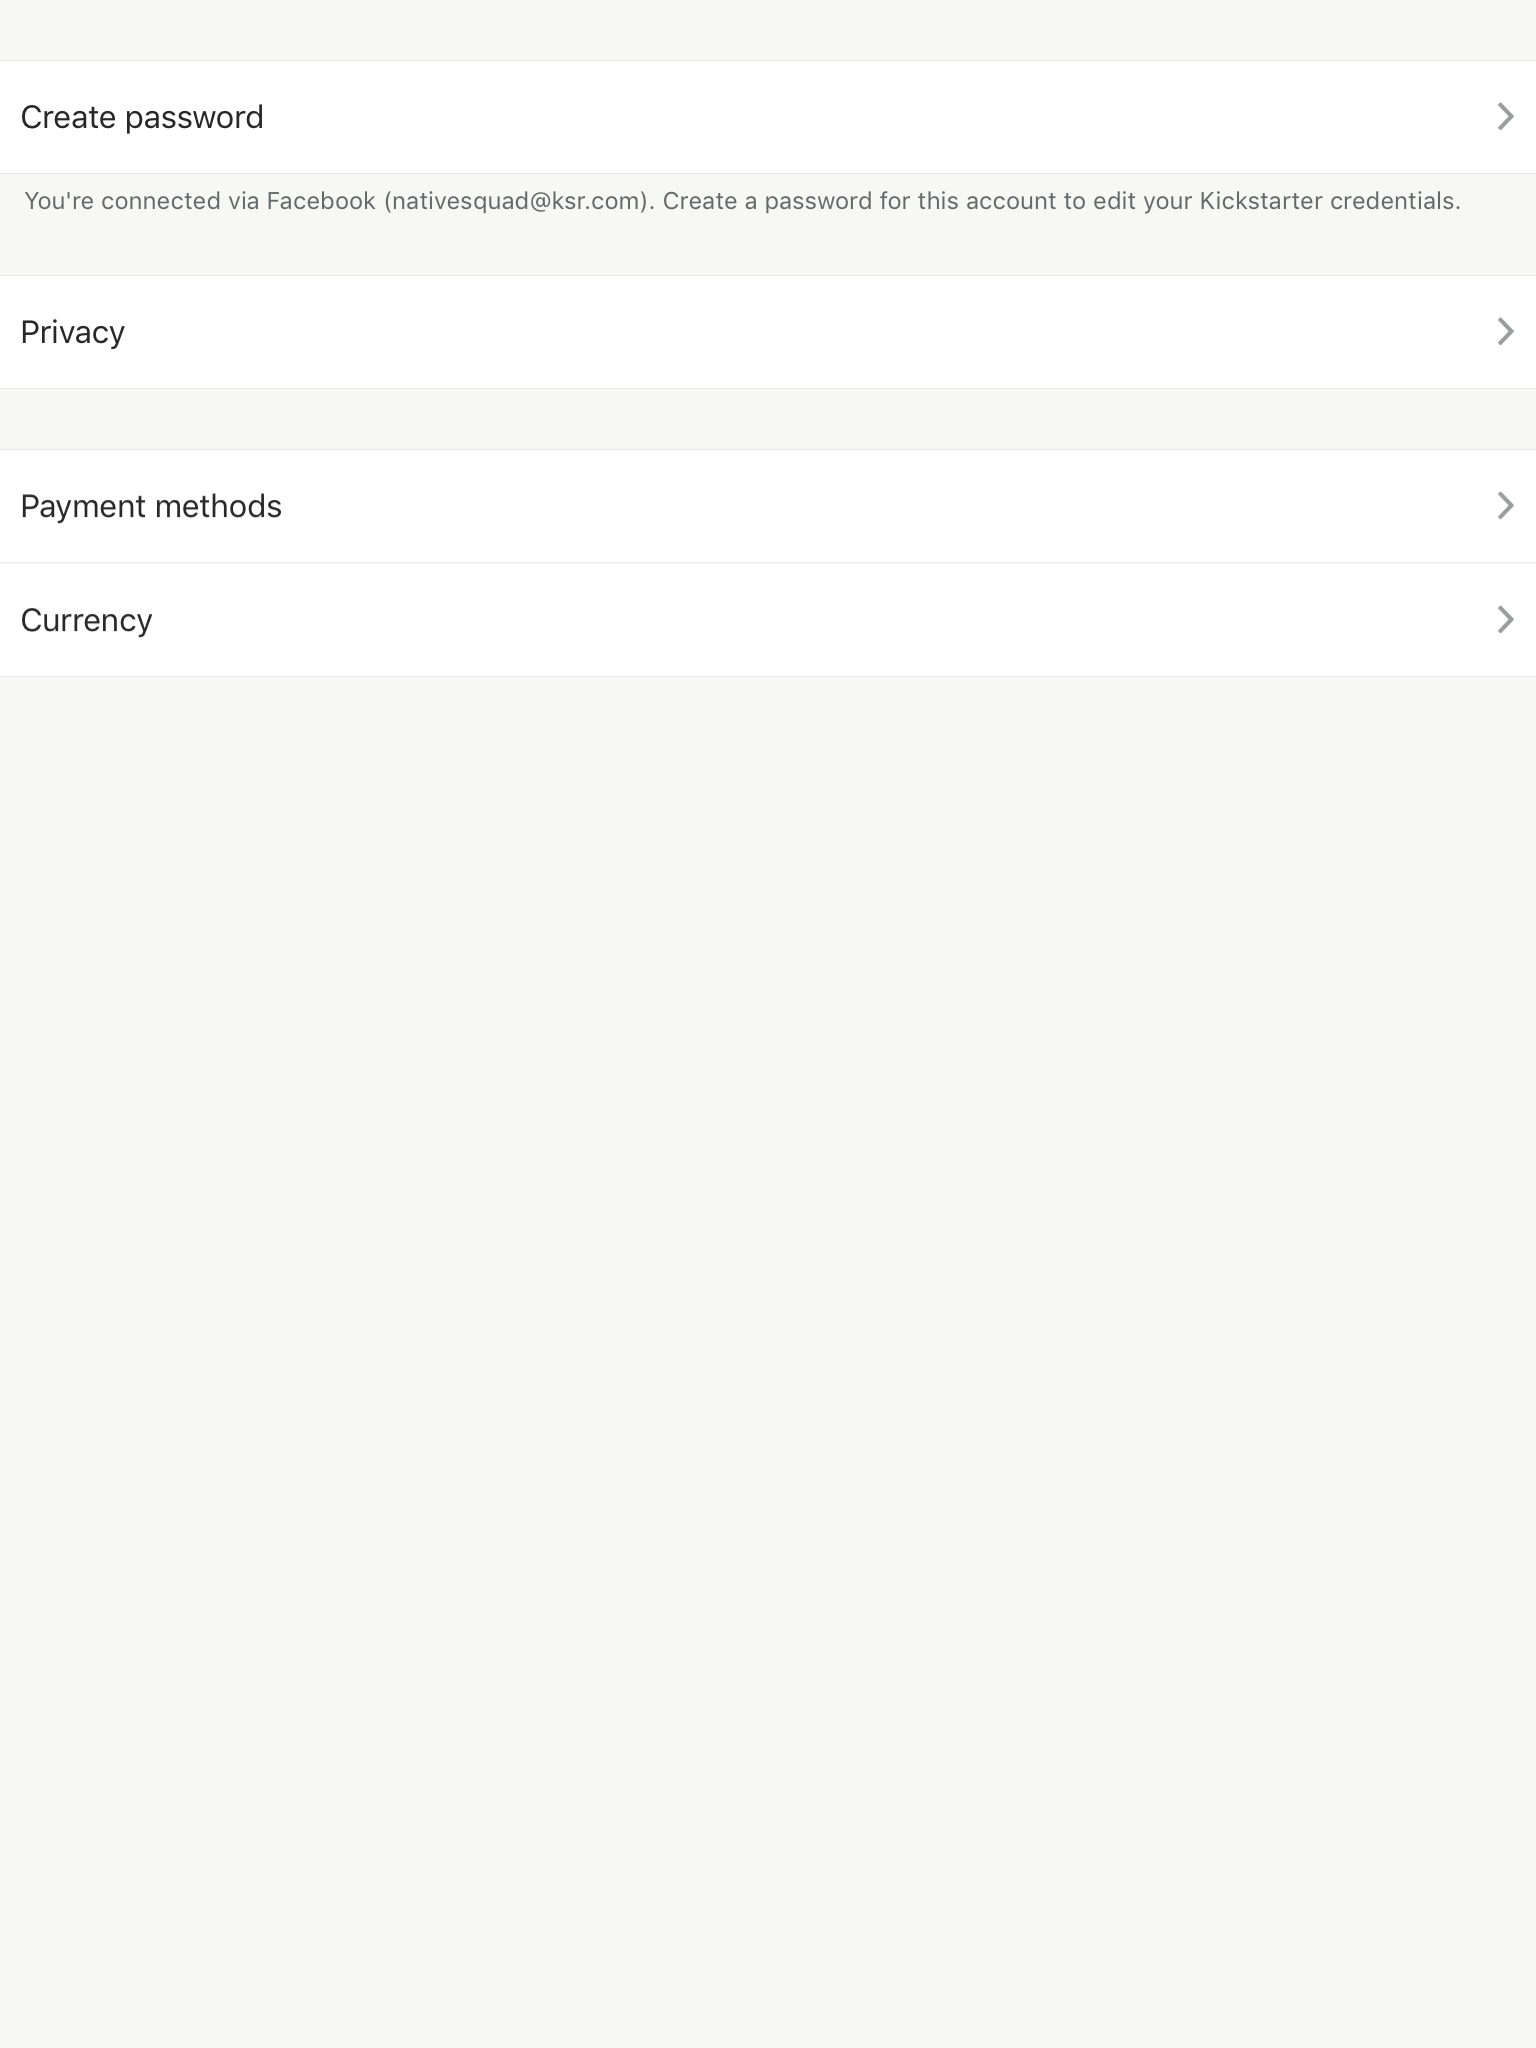 Create password
You're connected via Facebook (nativesquad@ksr.com). Create a password for this account to edit your Kickstarter credentials.
Privacy
Payment methods
Currency